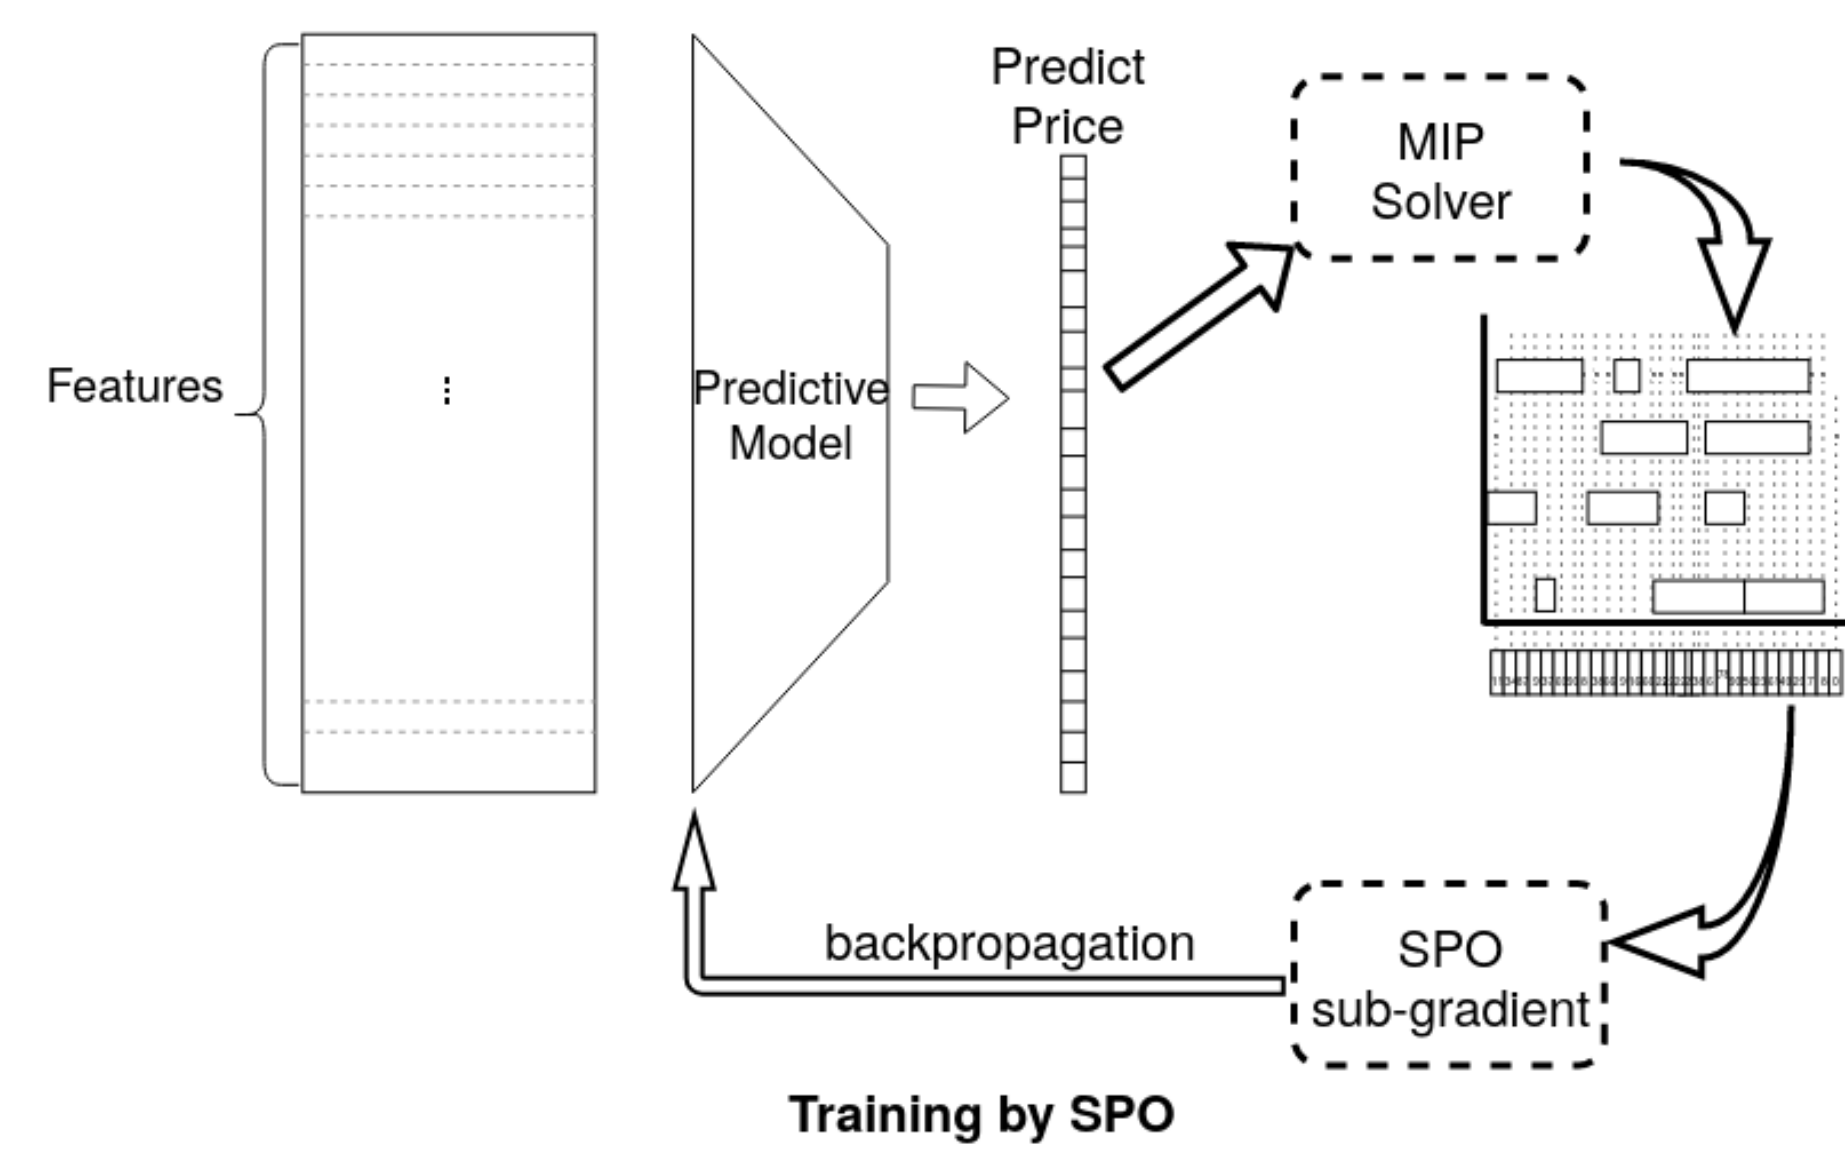 Predict
Price
MIP
Solver
Features
Predictive
Model
backpropagation
SPO
sub-gradient
Training by SPO